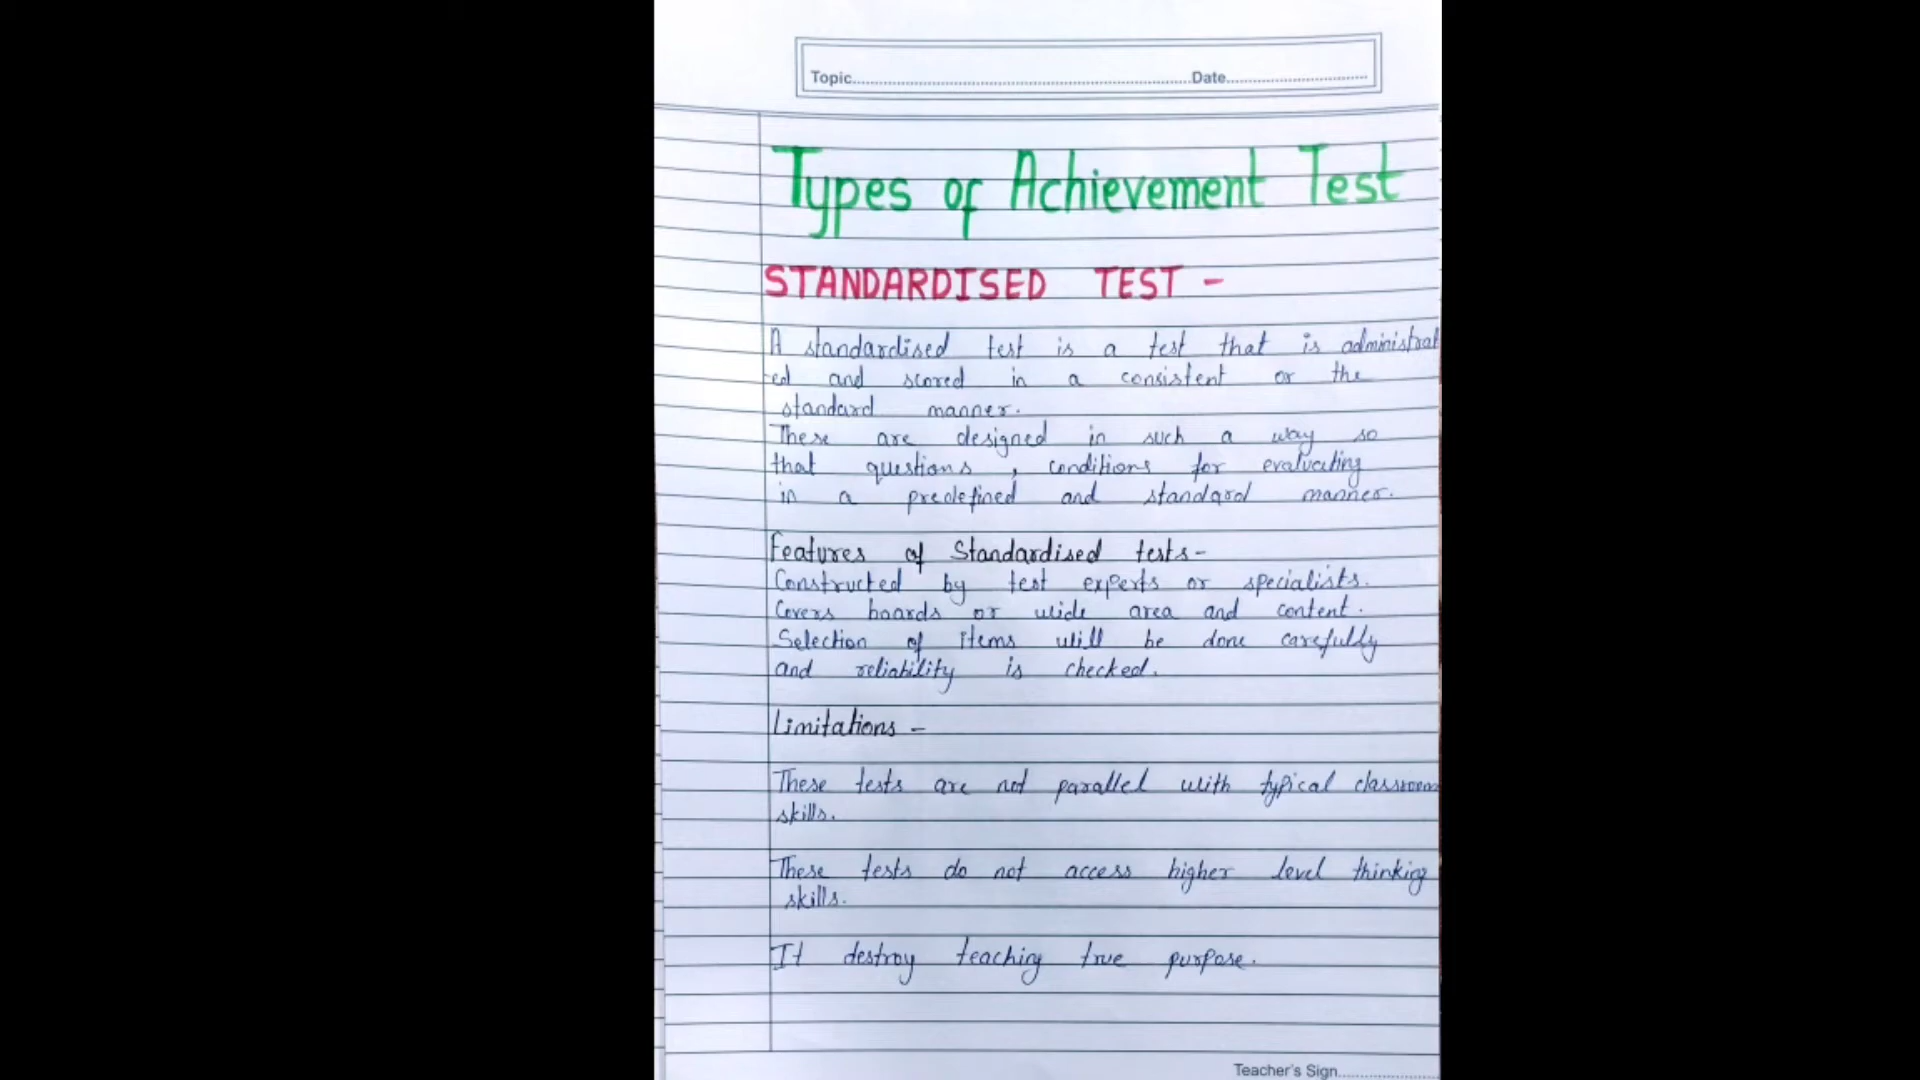 Topic Date
Types of Achievement Test
STANDARDISED TEST -
A standardised test is a test that is administrat
-ed and scored in a consistent or the
standard manner.
These are designed in such a way so
that questions , conditions for evaluating
in a predefined and standard manner.
Features of Standardised tests-
Constructed by test experts or specialists.
Covers boards or wide area and content.
Selection of items will be done carefully
and reliability is checked.
Limitations -
These tests are not parallel with typical classroom
skills.
These tests do not access higher level thinking
skills.
It destroy teaching true purpose.
Teacher's Sign